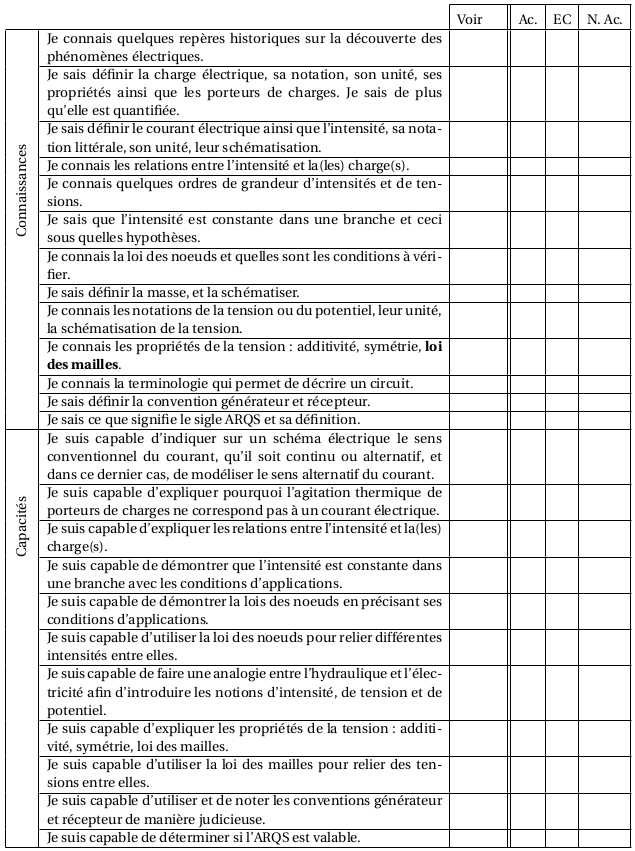 Voir Ac. EC N. Ac.
Connaissances
Je connais quelques repères historiques sur la découverte des
phénomènes électriques.
Je sais définir la charge électrique, sa notation, son unité, ses
propriétés ainsi que les porteurs de charges. Je sais de plus
qu'elle est quantifiée.
Je sais définir le courant électrique ainsi que l'intensité, sa nota-
tion littérale, son unité, leur schématisation.
Je connais les relations entre l'intensité et la(les) charge(s).
Je connais quelques ordres de grandeur d'intensités et de ten-
sions.
Je sais que l'intensité est constante dans une branche et ceci
sous quelles hypothèses.
Je connais la loi des noeuds et quelles sont les conditions à véri-
fier.
Je sais définir la masse, et la schématiser.
Je connais les notations de la tension ou du potentiel, leur unité,
la schématisation de la tension.
Je connais les propriétés de la tension : additivité, symétrie, loi
des mailles.
Je connais la terminologie qui permet de décrire un circuit.
Je sais définir la convention générateur et récepteur.
Je sais ce que signifie le sigle ARQS et sa définition.
Capacités
Je suis capable d'indiquer sur un schéma électrique le sens
conventionnel du courant, qu'il soit continu ou alternatif, et
dans ce dernier cas, de modéliser le sens alternatif du courant.
Je suis capable d'expliquer pourquoi l'agitation thermique de
porteurs de charges ne correspond pas à un courant électrique.
Je suis capable d'expliquer les relations entre l'intensité et la(les)
charge(s).
Je suis capable de démontrer que l'intensité est constante dans
une branche avec les conditions d'applications.
Je suis capable de démontrer la lois des noeuds en précisant ses
conditions d'applications.
Je suis capable d'utiliser la loi des noeuds pour relier différentes
intensités entre elles.
Je suis capable de faire une analogie entre l'hydraulique et l'élec-
tricité afin d'introduire les notions d'intensité, de tension et de
potentiel.
Je suis capable d'expliquer les propriétés de la tension : additi-
vité, symétrie, loi des mailles.
Je suis capable d'utiliser la loi des mailles pour relier des ten-
sions entre elles.
Je suis capable d'utiliser et de noter les conventions générateur
et récepteur de manière judicieuse.
Je suis capable de déterminer si l'ARQS est valable.